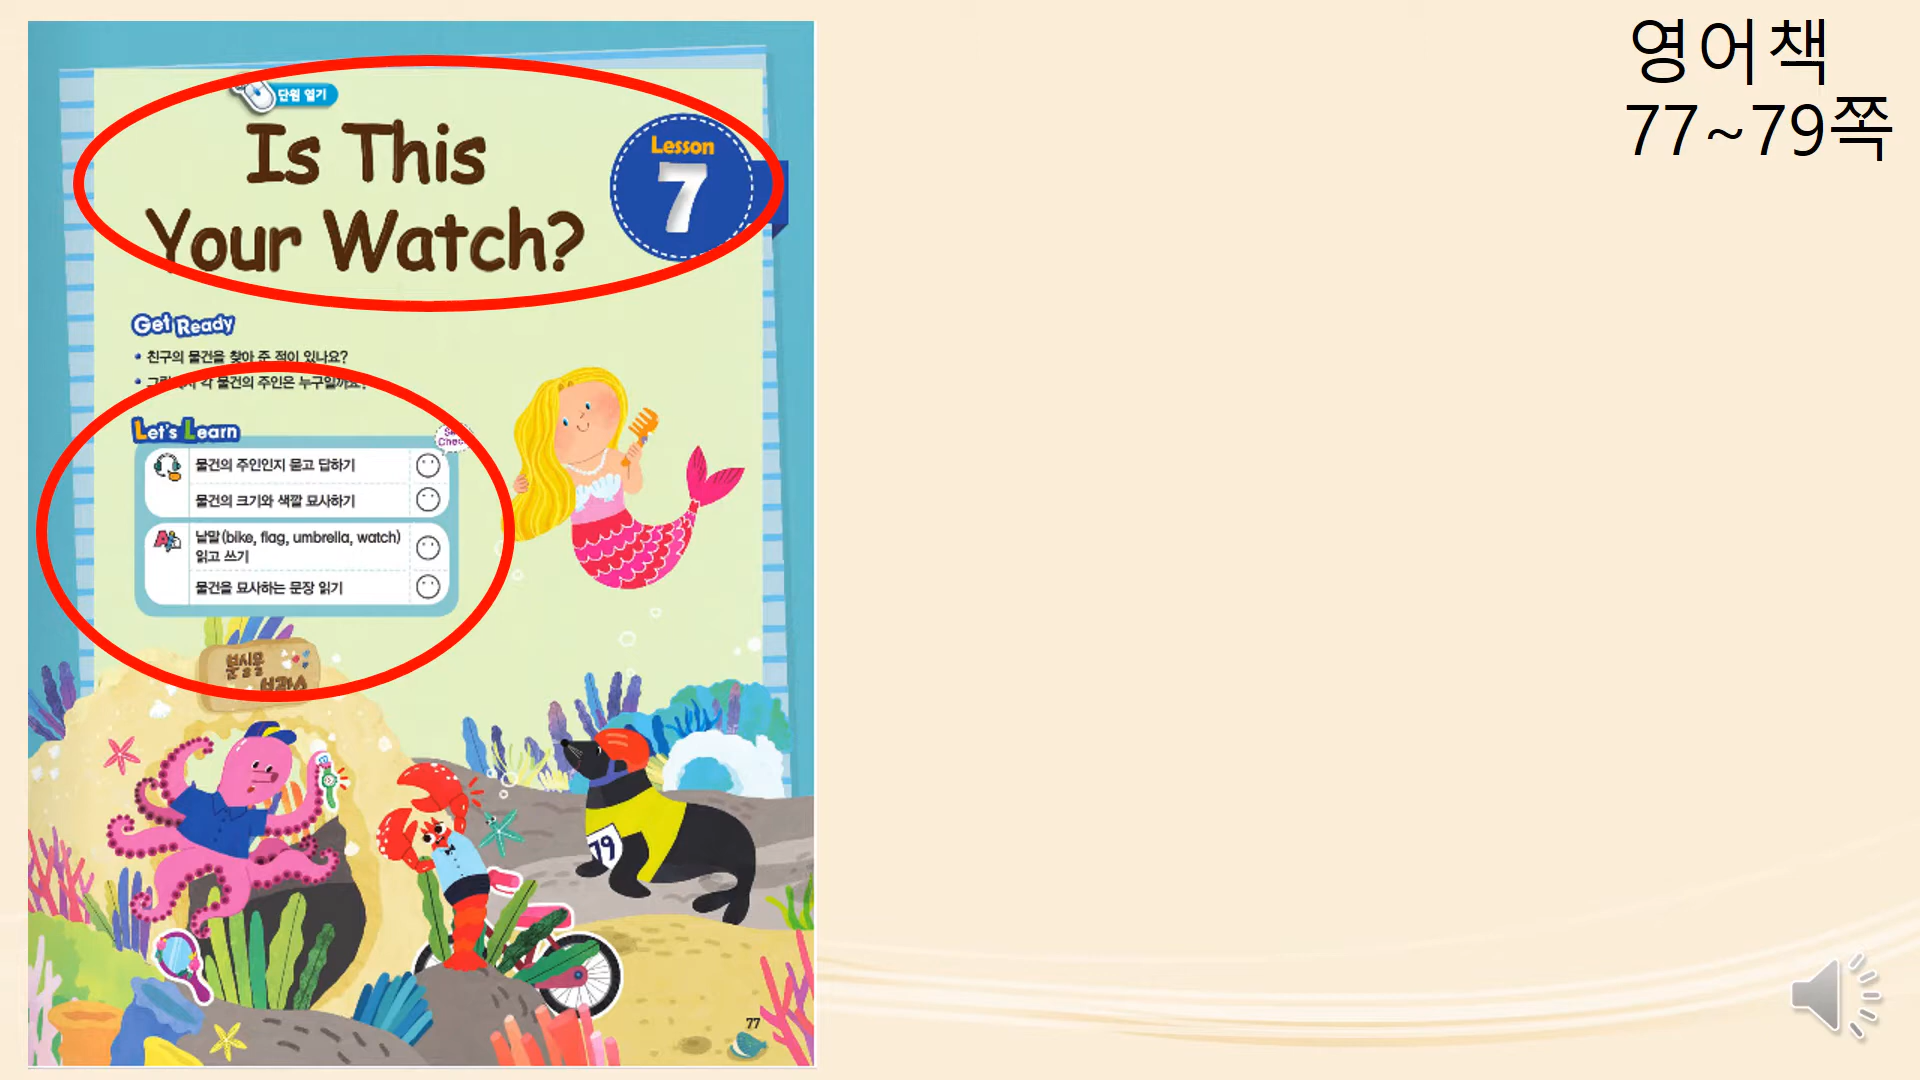 영어책
77~79쪽
단원 열기
Is This
Your Watch?
Lesson
7
Get Ready
• 친구의 물건을 찾아 준 적이 있나요?
• 각 물건의 주인은 누구일까요?
Let's Learn
물건의 주인인지 묻고 답하기
물건의 크기와 색깔 묘사하기
낱말(bike, flag, umbrella, watch)
읽고 쓰기
물건을 묘사하는 문장 읽기
분실물
79
77